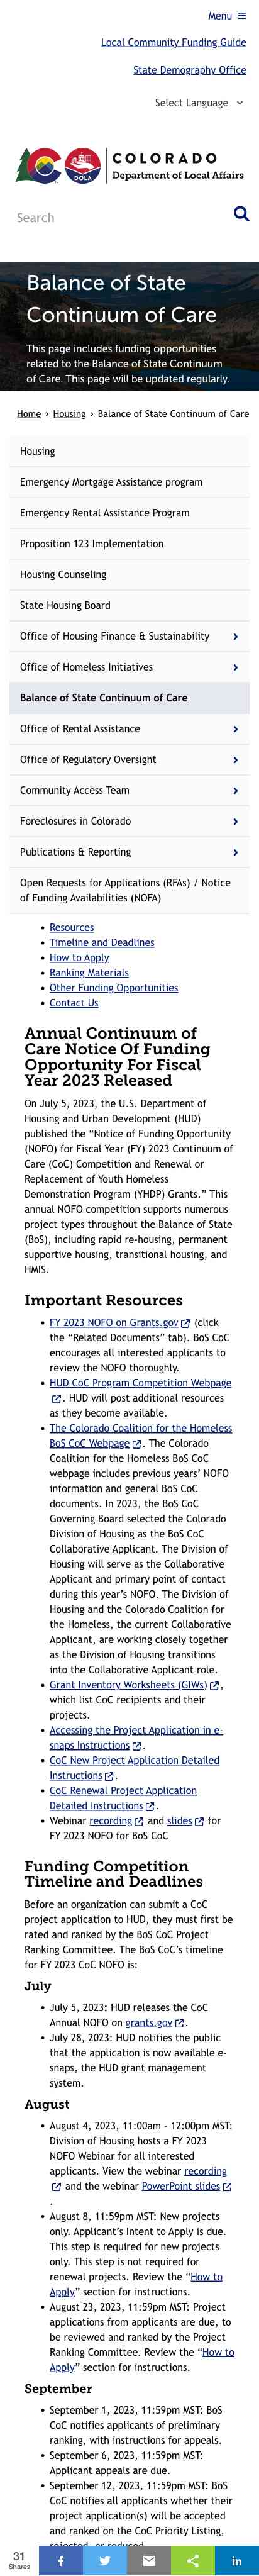 Menu
Local Community Funding Guide
State Demography Office
Select Language
COLORADO
Department of Local Affairs
CO
DOLA
Search
Balance of State
Continuum of Care
This page includes funding opportunities
related to the Balance of State Continuum
of Care. This page will be updated regularly.
Home › Housing › Balance of State Continuum of Care
Housing
Emergency Mortgage Assistance program
Emergency Rental Assistance Program
Proposition 123 Implementation
Housing Counseling
State Housing Board
Office of Housing Finance & Sustainability
Office of Homeless Initiatives
Balance of State Continuum of Care
Office of Rental Assistance
Office of Regulatory Oversight
Community Access Team
Foreclosures in Colorado
Publications & Reporting
Open Requests for Applications (RFAs) / Notice
of Funding Availabilities (NOFA)
• Resources
• Timeline and Deadlines
• How to Apply
• Ranking Materials
• Other Funding Opportunities
• Contact Us
Annual Continuum of
Care Notice Of Funding
Opportunity For Fiscal
Year 2023 Released
On July 5, 2023, the U.S. Department of
Housing and Urban Development (HUD)
published the “Notice of Funding Opportunity
(NOFO) for Fiscal Year (FY) 2023 Continuum of
Care (CoC) Competition and Renewal or
Replacement of Youth Homeless
Demonstration Program (YHDP) Grants.” This
annual NOFO competition supports numerous
project types throughout the Balance of State
(BoS), including rapid re-housing, permanent
supportive housing, transitional housing, and
HMIS.
Important Resources
• FY 2023 NOFO on Grants.gov (click
the “Related Documents” tab). BoS CoC
encourages all interested applicants to
review the NOFO thoroughly.
• HUD CoC Program Competition Webpage
. HUD will post additional resources
as they become available.
• The Colorado Coalition for the Homeless
BoS CoC Webpage . The Colorado
Coalition for the Homeless BoS CoC
webpage includes previous years’ NOFO
information and general BoS CoC
documents. In 2023, the BoS CoC
Governing Board selected the Colorado
Division of Housing as the BoS CoC
Collaborative Applicant. The Division of
Housing will serve as the Collaborative
Applicant and primary point of contact
during this year’s NOFO. The Division of
Housing and the Colorado Coalition for
the Homeless, the current Collaborative
Applicant, are working closely together
as the Division of Housing transitions
into the Collaborative Applicant role.
• Grant Inventory Worksheets (GIWs) ,
which list CoC recipients and their
projects.
• Accessing the Project Application in e-
snaps Instructions .
• CoC New Project Application Detailed
Instructions .
• CoC Renewal Project Application
Detailed Instructions .
• Webinar recording and slides for
FY 2023 NOFO for BoS CoC
Funding Competition
Timeline and Deadlines
Before an organization can submit a CoC
project application to HUD, they must first be
rated and ranked by the BoS CoC Project
Ranking Committee. The BoS CoC’s timeline
for FY 2023 CoC NOFO is:
July
• July 5, 2023: HUD releases the CoC
Annual NOFO on grants.gov .
• July 28, 2023: HUD notifies the public
that the application is now available e-
snaps, the HUD grant management
system.
August
• August 4, 2023, 11:00am - 12:00pm MST:
Division of Housing hosts a FY 2023
NOFO Webinar for all interested
applicants. View the webinar recording
and the webinar PowerPoint slides
.
• August 8, 11:59pm MST: New projects
only. Applicant’s Intent to Apply is due.
This step is required for new projects
only. This step is not required for
renewal projects. Review the “How to
Apply” section for instructions.
• August 23, 2023, 11:59pm MST: Project
applications from applicants are due, to
be reviewed and ranked by the Project
Ranking Committee. Review the “How to
Apply” section for instructions.
September
• September 1, 2023, 11:59pm MST: BoS
CoC notifies applicants of preliminary
ranking, with instructions for appeals.
• September 6, 2023, 11:59pm MST:
Applicant appeals are due.
• September 12, 2023, 11:59pm MST: BoS
CoC notifies all applicants whether their
project application(s) will be accepted
and ranked on the CoC Priority Listing,
rejected, or reduced
31
Shares